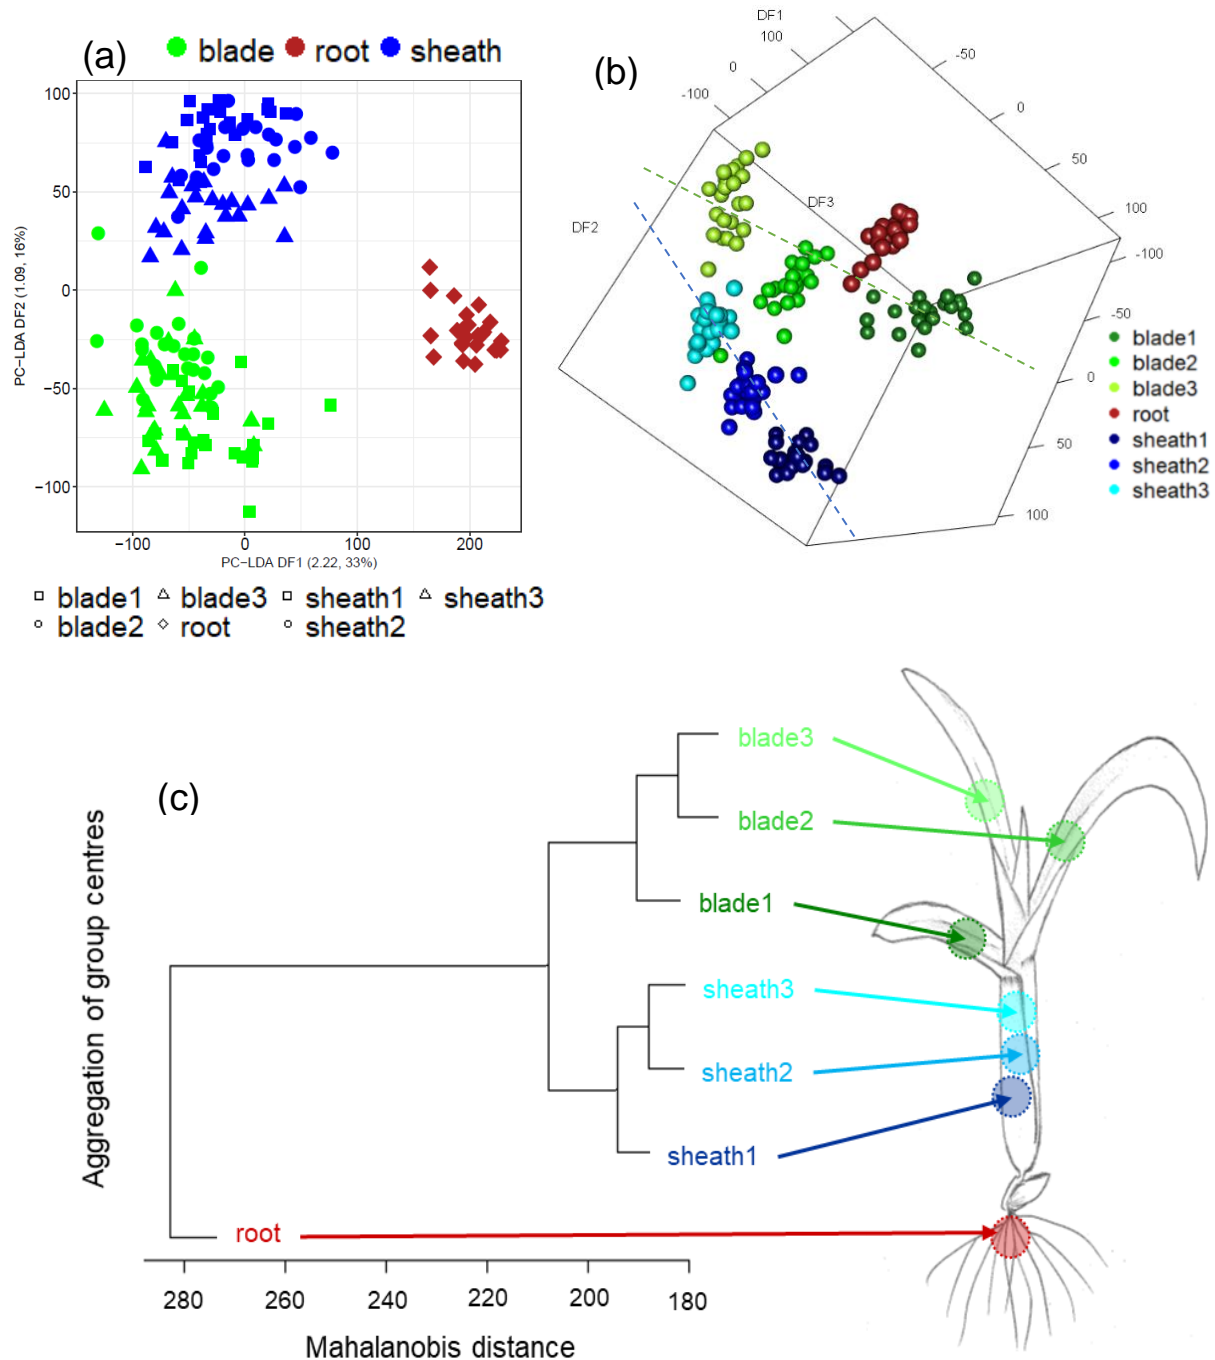 (a)
blade root sheath
100
50
0
−50
−100
PC−LDA DF2 (1.09, 16%)
−100 0 100 200
PC−LDA DF1 (2.22, 33%)
blade1 blade3 sheath1 sheath3
blade2 root sheath2
(b)
DF1
100
0
-100
-50
0
50
100
DF3
DF2
-100
-50
0
50
100
blade1
blade2
blade3
root
sheath1
sheath2
sheath3
(c)
Aggregation of group centres
blade3
blade2
blade1
sheath3
sheath2
sheath1
root
280 260 240 220 200 180
Mahalanobis distance